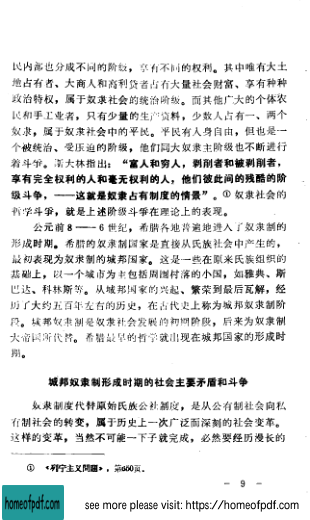 民内部也分成不同的阶级，享有不同的权利。其中唯有大土
地占有者、大商人和高利贷者占有大量社会财富、享有种种
政治特权，属于奴隶社会的统治阶级。而其他广大的个体农
民和手工业者，只有少量的生产资料，少数人占有一、两个
奴隶，属于奴隶社会中的平民。平民有人身自由，但也是一
个被统治、受压迫的阶级，他们同大奴隶主阶级也不断进行
着斗争。斯大林指出：“富人和穷人，剥削者和被剥削者，
享有完全权利的人和毫无权利的人，他们彼此间的残酷的阶
级斗争，——这就是奴隶占有制度的情景”。①奴隶社会的
哲学斗争，就是上述阶级斗争在理论上的表现。
公元前8——6世纪，希腊各地普遍地进入了奴隶制的
形成时期。希腊的奴隶制国家是直接从氏族社会中产生的，
最初表现为奴隶制的城邦国家。这是一些在原来氏族组织的
基础上，以一个城市为主包括周围村落的小国，如雅典、斯
巴达、科林斯等。从城邦国家的兴起、繁荣到最后瓦解，经
历了大约五百年左右的历史，在古代史上称为城邦奴隶制阶
段。城邦奴隶制是奴隶社会发展的初期阶段，后来为奴隶制
大帝国所代替。希腊最早的哲学就出现在城邦国家的形成时
期。
城邦奴隶制形成时期的社会主要矛盾和斗争
奴隶制度代替原始氏族公社制度，是从公有制社会向私
有制社会的转变，属于历史上一次广泛而深刻的社会变革。
这样的变革，当然不可能一下子就完成，必然要经历漫长的
① 《列宁主义问题》，第650页。
— 9 —
homeofpdf.com
see more please visit: https://homeofpdf.com